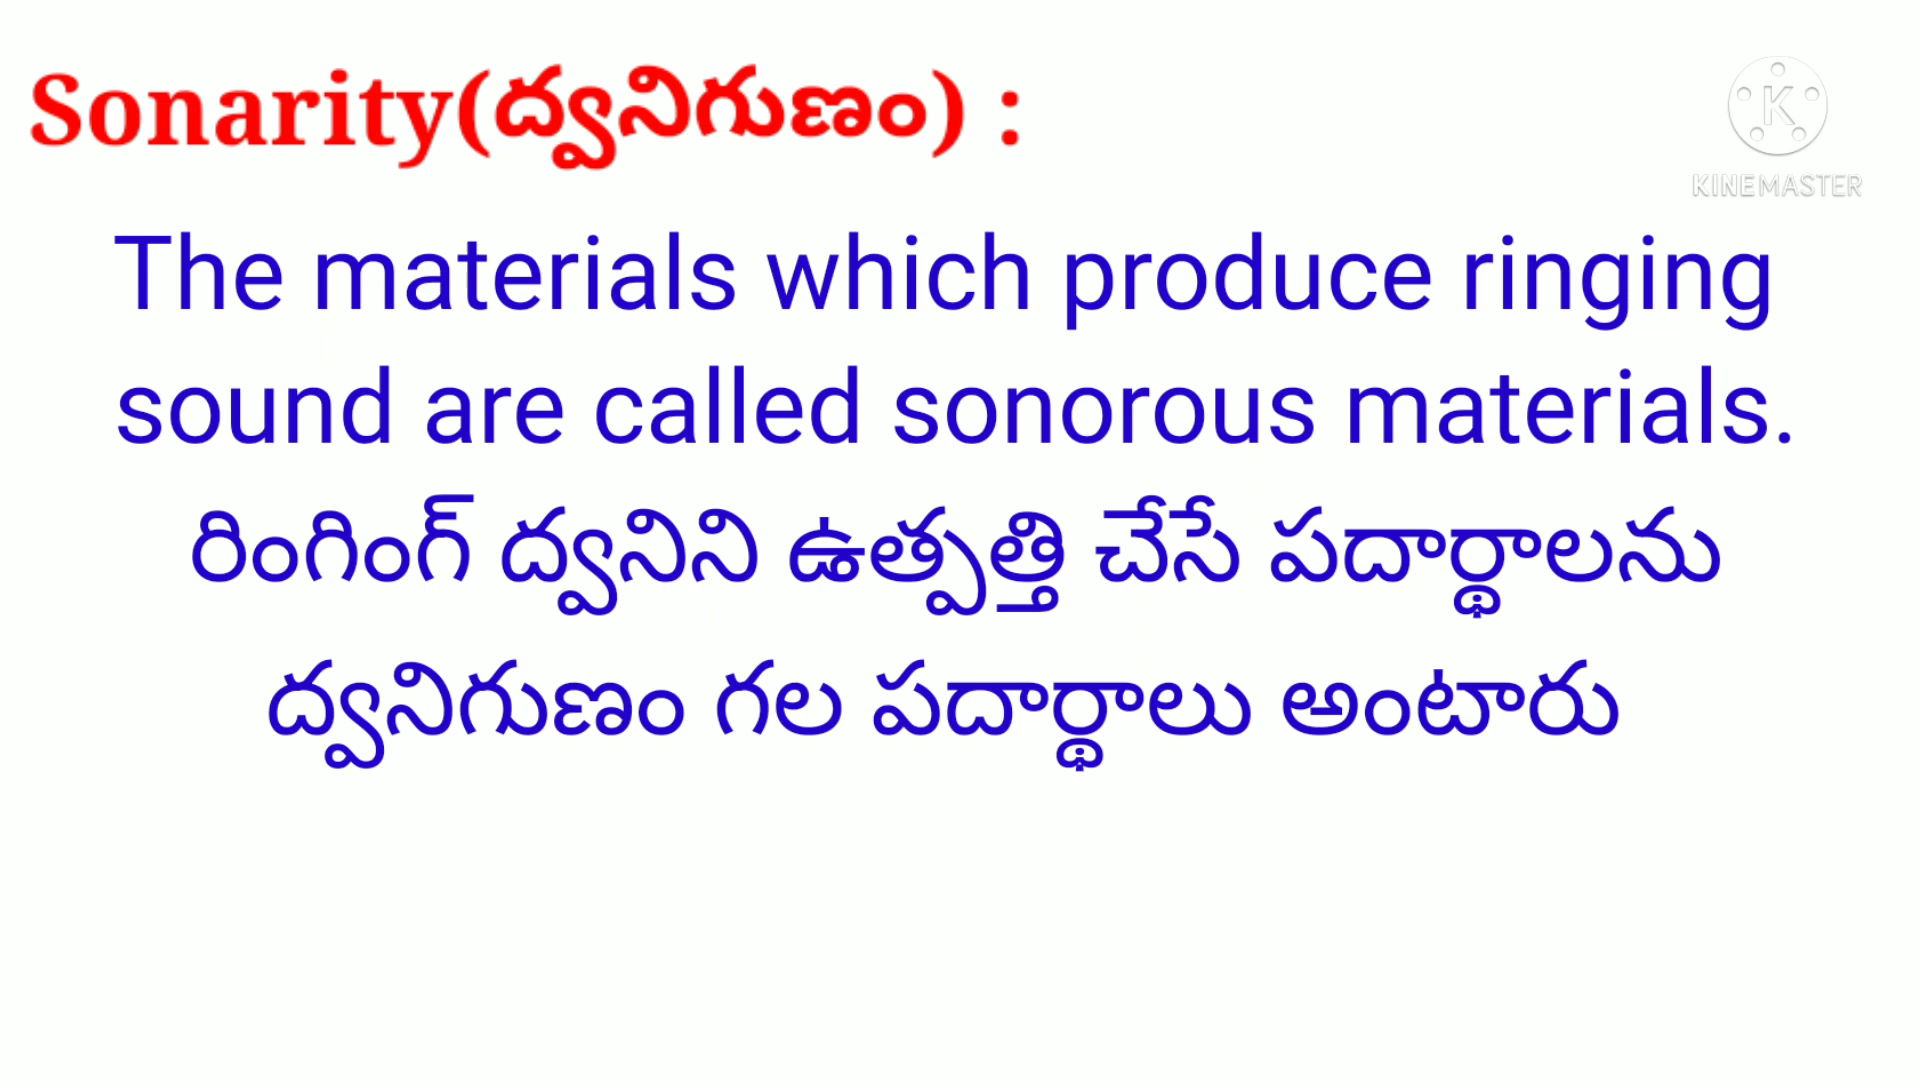 Sonarity(ద్వనిగుణం) :
K
KINEMASTER
The materials which produce ringing
sound are called sonorous materials.
రింగింగ్ ద్వనిని ఉత్పత్తి చేసే పదార్థాలను
ద్వనిగుణం గల పదార్థాలు అంటారు